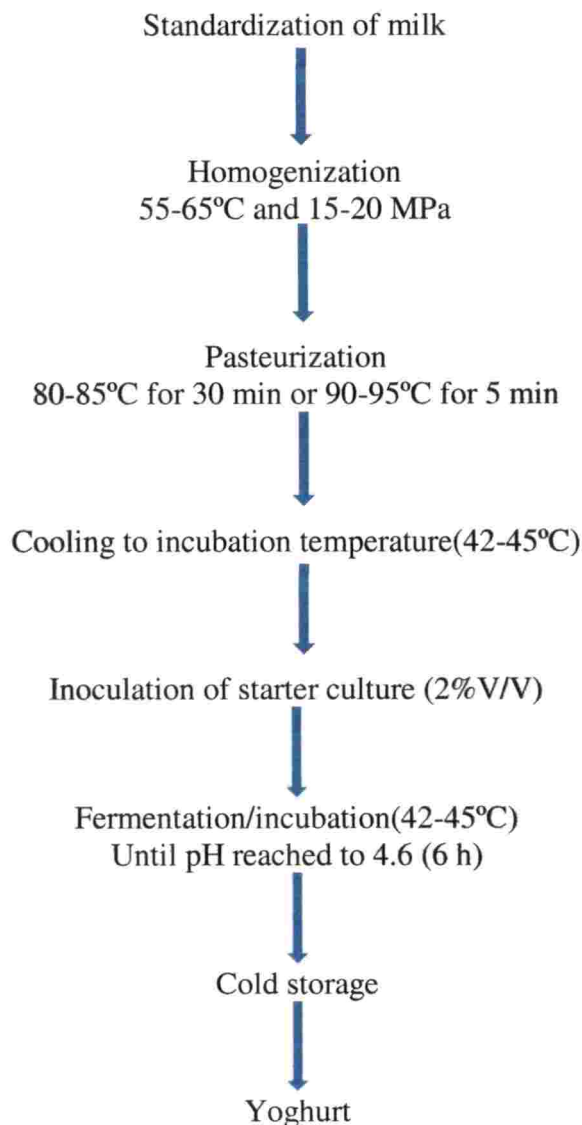 Standardization of milk
Homogenization
55-65ºC and 15-20 MPa
Pasteurization
80-85ºC for 30 min or 90-95ºC for 5 min
Cooling to incubation temperature(42-45ºC)
Inoculation of starter culture (2%V/V)
Fermentation/incubation(42-45ºC)
Until pH reached to 4.6 (6 h)
Cold storage
Yoghurt